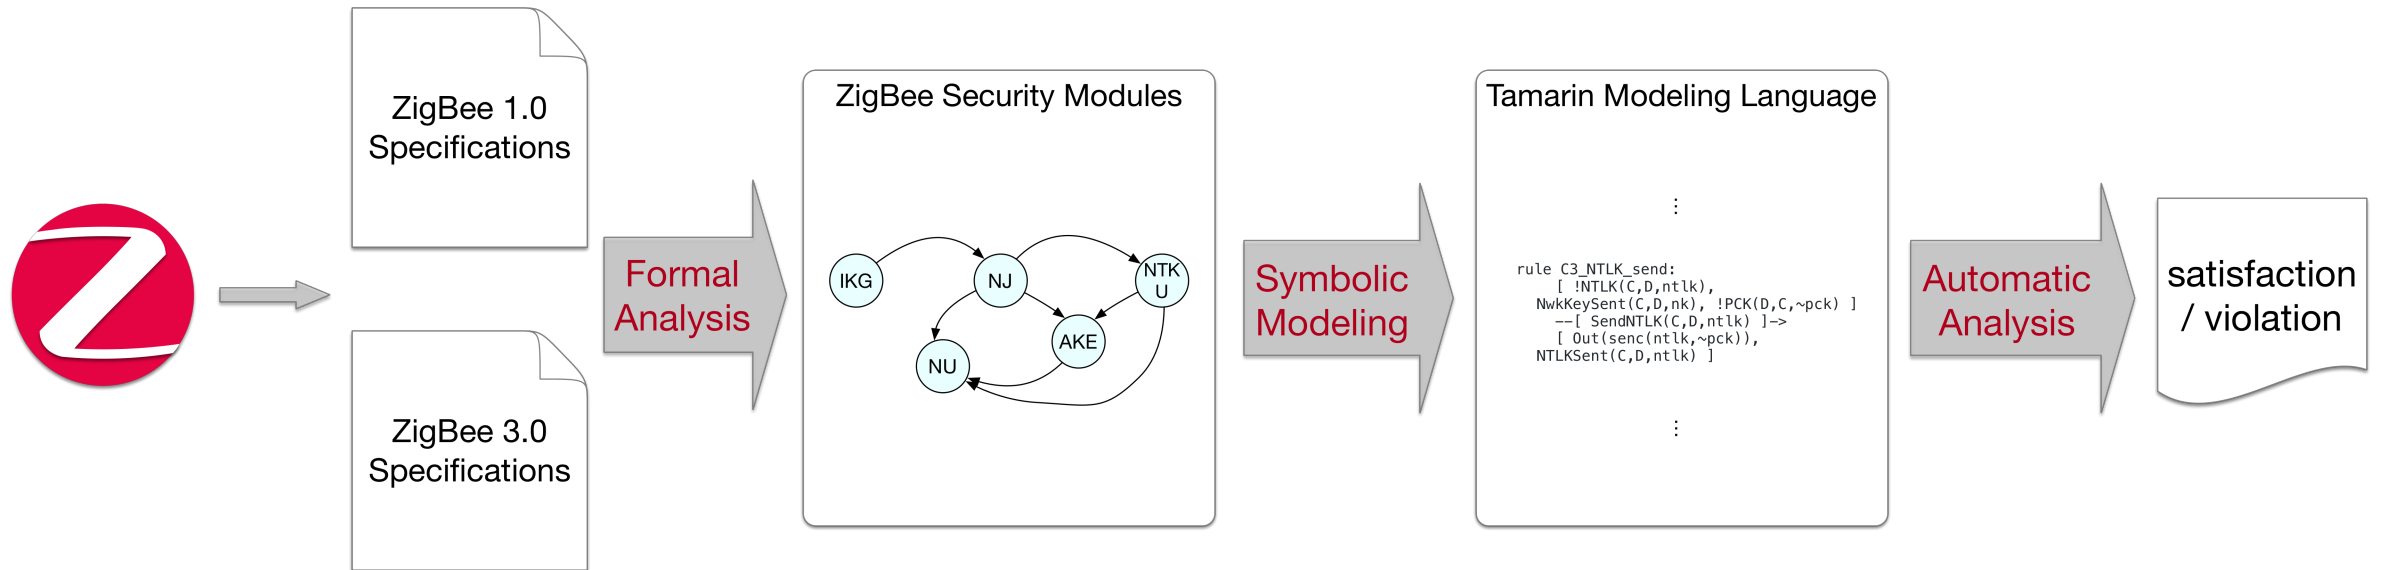 ZigBee 1.0
Specifications
ZigBee 3.0
Specifications
Formal
Analysis
ZigBee Security Modules
IKG
NJ
NTK
U
AKE
NU
Symbolic
Modeling
Tamarin Modeling Language
⋮
rule C3_NTLK_send:
[ !NTLK(C,D,ntlk),
NwkKeySent(C,D,nk), !PCK(D,C,~pck) ]
--[ SendNTLK(C,D,ntlk) ]->
[ Out(senc(ntlk,~pck)),
NTLKSent(C,D,ntlk) ]
⋮
Automatic
Analysis
satisfaction
/ violation